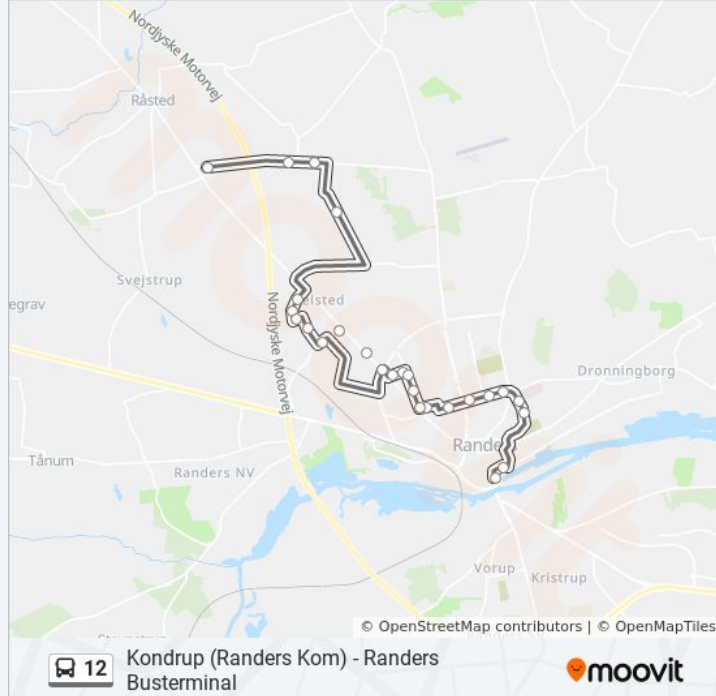 Nordjyske Motorvej
Råsted
Svejstrup
elsted
egrav
Nordjyske Motorvej
Dronningborg
Rande
Tånum
Randers NV
Vorup
Kristrup
© OpenStreetMap contributors | © OpenMapTiles
12
Kondrup (Randers Kom) - Randers
Busterminal
moovit